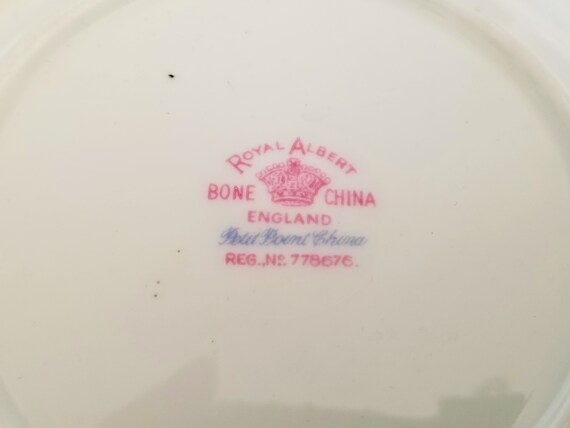 ROYAL ALBERT
BONE CHINA
ENGLAND
Petit Point China
REG., No. 778676.